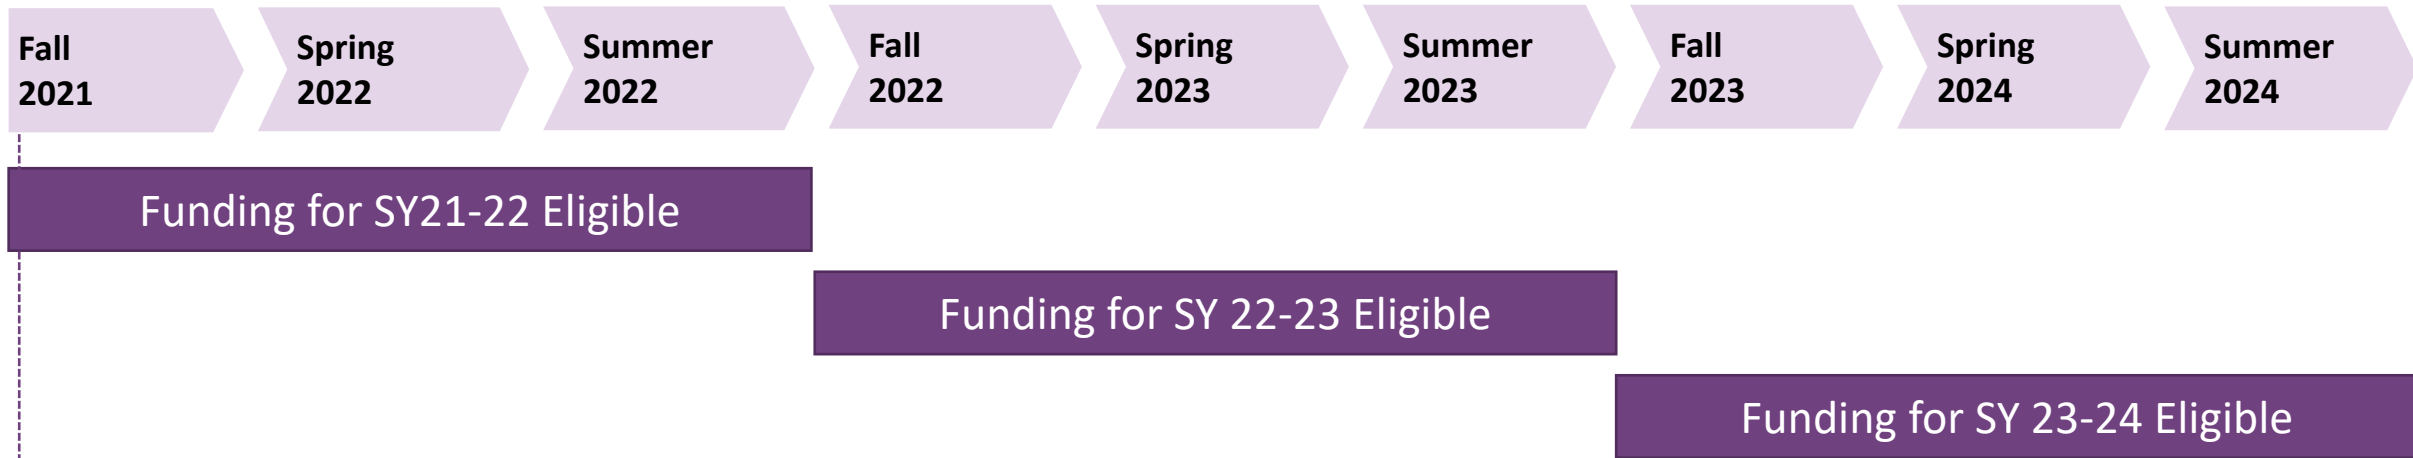 Fall
2021
Spring
2022
Summer
2022
Fall
2022
Spring
2023
Summer
2023
Fall
2023
Spring
2024
Summer
2024
Funding for SY21-22 Eligible
Funding for SY 22-23 Eligible
Funding for SY 23-24 Eligible